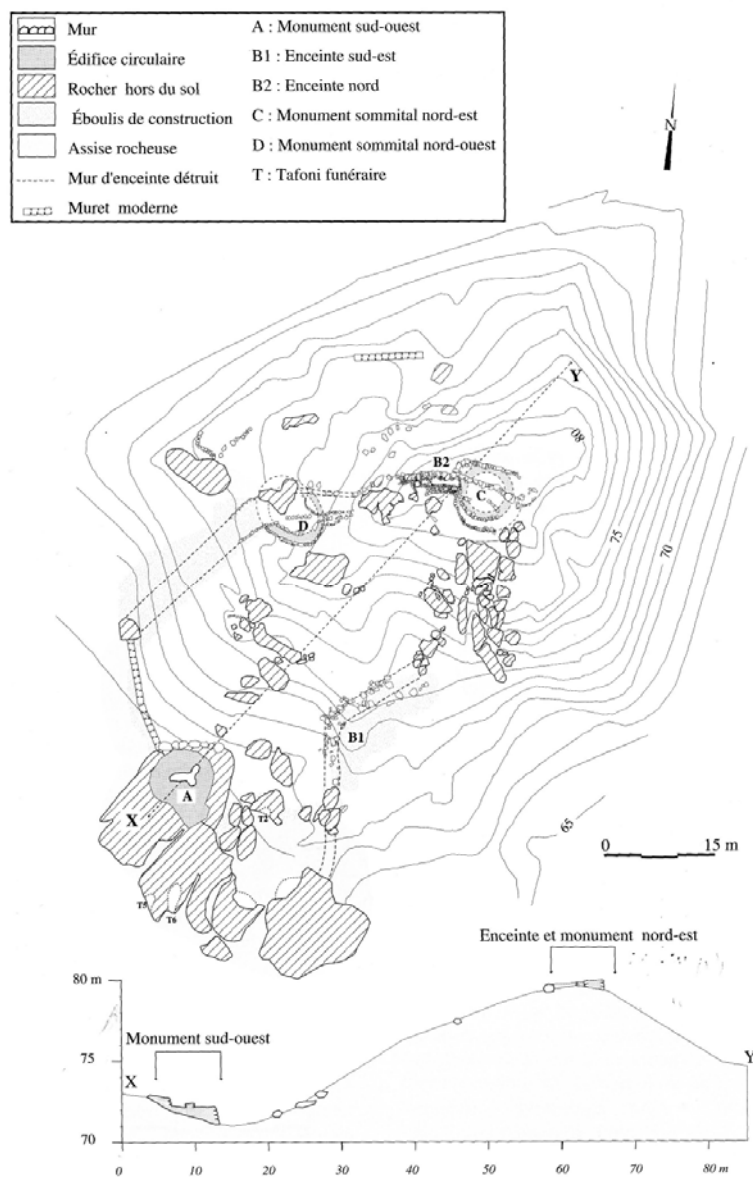 Mur
Édifice circulaire
Rocher hors du sol
Éboulis de construction
Assise rocheuse
Mur d'enceinte détruit
Muret moderne
A : Monument sud-ouest
B1 : Enceinte sud-est
B2 : Enceinte nord
C : Monument sommital nord-est
D : Monument sommital nord-ouest
T : Tafoni funéraire
N
Y
80
B2
C
D
75
70
B1
A
X
T2
65
0 15 m
T5
T6
Enceinte et monument nord-est
80 m
Monument sud-ouest
75
X
Y
70
0 10 20 30 40 50 60 70 80 m